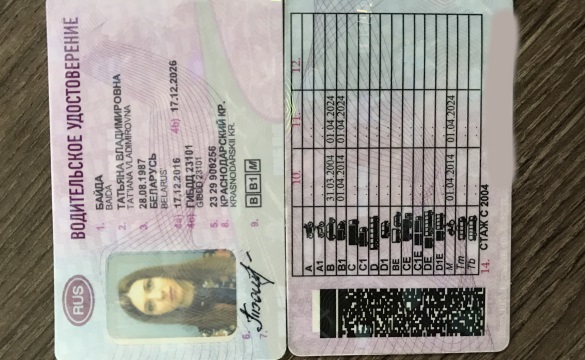 ВОДИТЕЛЬСКОЕ УДОСТОВЕРЕНИЕ
RUS
1. БАЙДА
BAIDA
2. ТАТЬЯНА ВЛАДИМИРОВНА
TATIANA VLADIMIROVNA
3. 28.08.1987
БЕЛАРУСЬ
BELARUS'
4a) 17.12.2016 4b) 17.12.2026
4c) ГИБДД 23101
GIBDD 23101
5. 23 29 900256
8. КРАСНОДАРСКИЙ КР.
KRASNODARSKII KR.
9. B B1 M
6.
7.
10. 11. 12.
A
A1
B 31.03.2004 01.04.2024
B1 01.04.2014 01.04.2024
C
C1
D
D1
BE
CE
C1E
DE
D1E
M 01.04.2014 01.04.2024
Tm
Tb
14. СТАЖ С 2004